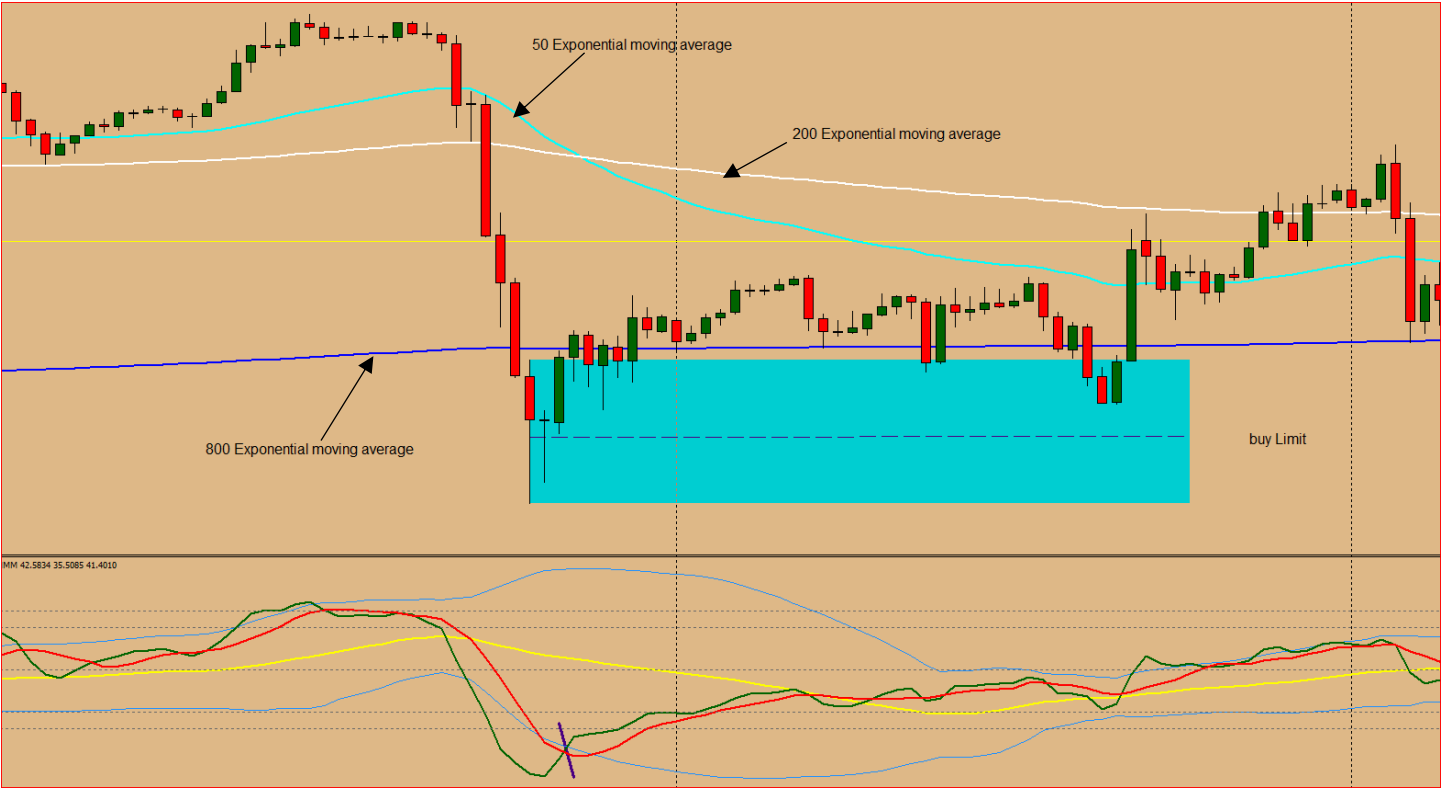 50 Exponential moving average
200 Exponential moving average
800 Exponential moving average
buy Limit
IMM 42.5834 35.5085 41.4010